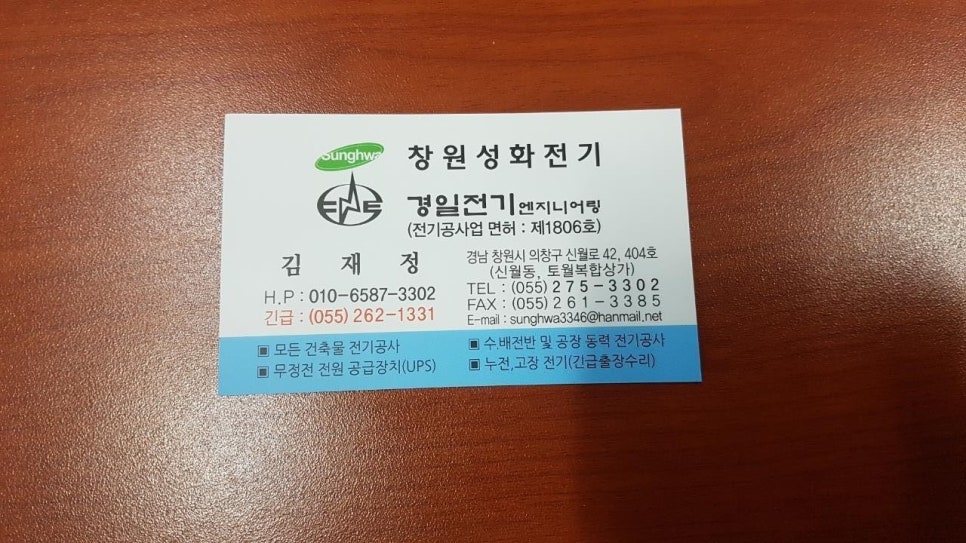 Sunghwa 창원성화전기
경일전기엔지니어링
(전기공사업 면허 : 제1806호)
김 재 정
H.P : 010-6587-3302
긴급 : (055) 262-1331
경남 창원시 의창구 신월로 42, 404호
(신월동, 토월복합상가)
TEL : (055) 275-3302
FAX : (055) 261-3385
E-mail : sunghwa3346@hanmail.net
▣ 모든 건축물 전기공사
▣ 무정전 전원 공급장치(UPS)
▣ 수.배전반 및 공장 동력 전기공사
▣ 누전,고장 전기(긴급출장수리)